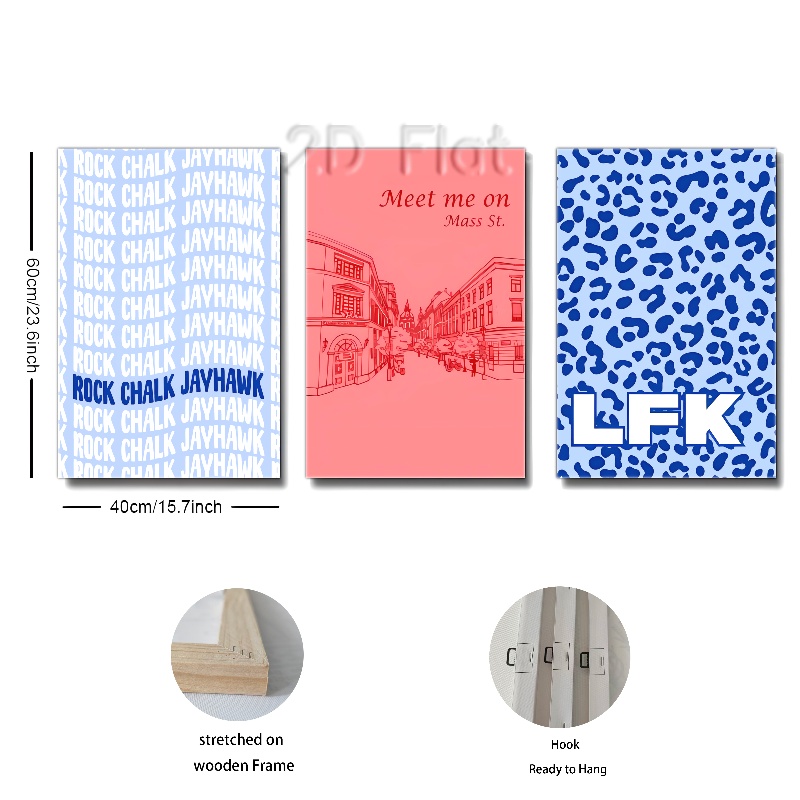 2D Flat
ROCK CHALK JAYHAWK
ROCK CHALK JAYHAWK
ROCK CHALK JAYHAWK
ROCK CHALK JAYHAWK
ROCK CHALK JAYHAWK
ROCK CHALK JAYHAWK
ROCK CHALK JAYHAWK
ROCK CHALK JAYHAWK
ROCK CHALK JAYHAWK
ROCK CHALK JAYHAWK
ROCK CHALK JAYHAWK
ROCK CHALK JAYHAWK
Meet me on
Mass St.
LFK
60cm/23.6inch
40cm/15.7inch
stretched on
wooden Frame
Hook
Ready to Hang